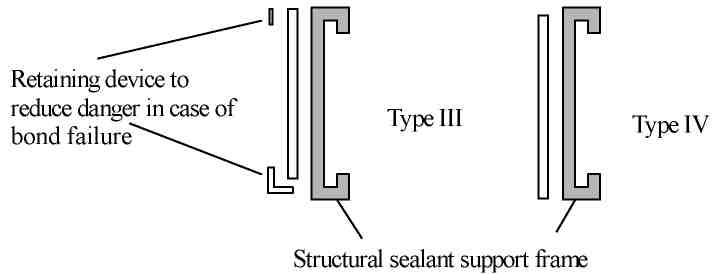 Retaining device to
reduce danger in case of
bond failure
Type III
Type IV
Structural sealant support frame